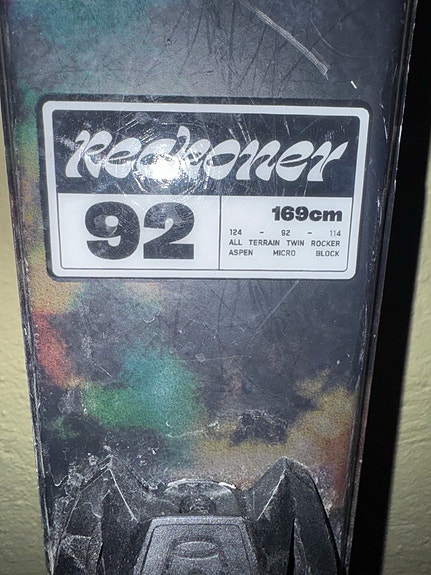 Reckoner
92
169cm
124 - 92 - 114
ALL TERRAIN TWIN ROCKER
ASPEN MICRO BLOCK